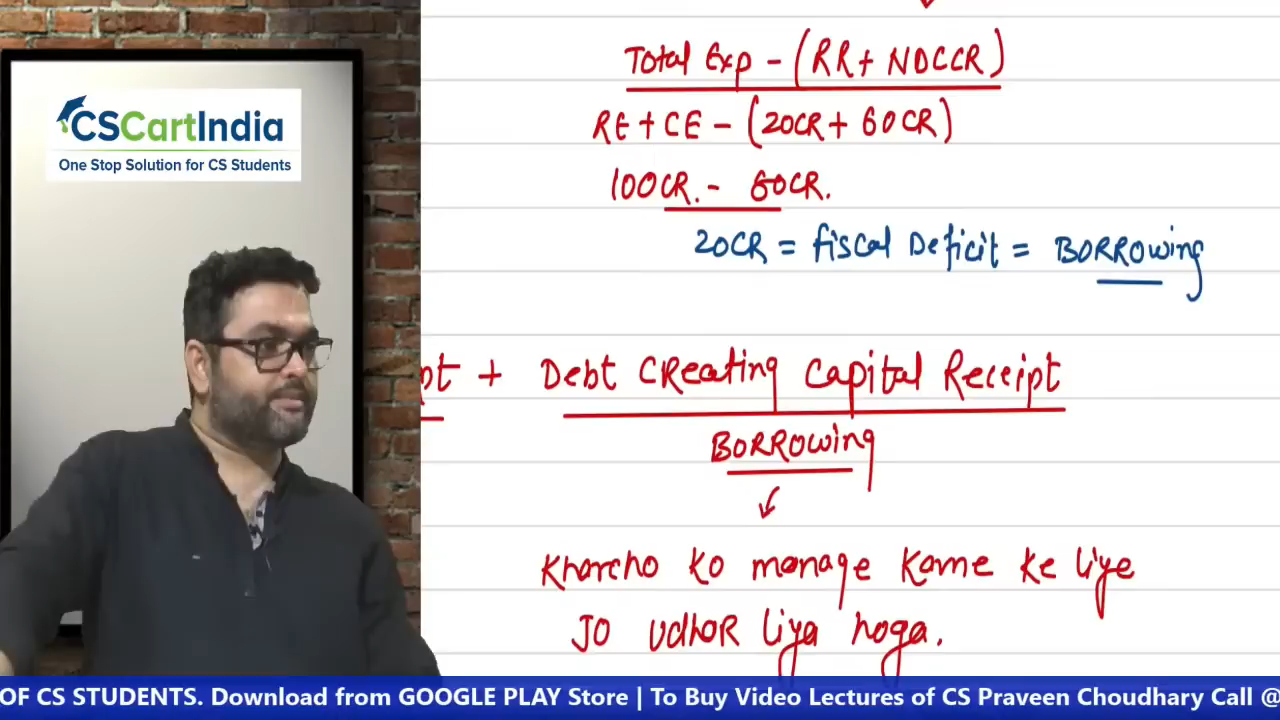 CSCartIndia
One Stop Solution for CS Students
Total Exp - (RR + NDCCR)
RE + CE - (20CR + 60CR)
100CR. - 80CR.
20CR = fiscal Deficit = BORROWing
pt + Debt CReating Capital Receipt
BORROWing
Kharcho ko manage Karne Ke liye
Jo Udhar liya hoga.
OF CS STUDENTS. Download from GOOGLE PLAY Store | To Buy Video Lectures of CS Praveen Choudhary Call @